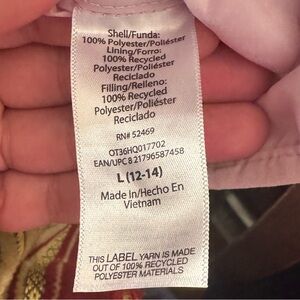 Shell/Funda:
100% Polyester/Poliéster
Lining/Forro:
100% Recycled
Polyester/Poliéster
Reciclado
Filling/Relleno:
100% Recycled
Polyester/Poliéster
Reciclado
RN# 52469
OT36HQ017702
EAN/UPC 8 21796587458
L (12-14)
Made In/Hecho En
Vietnam
THIS LABEL YARN IS MADE
OUT OF 100% RECYCLED
POLYESTER MATERIALS